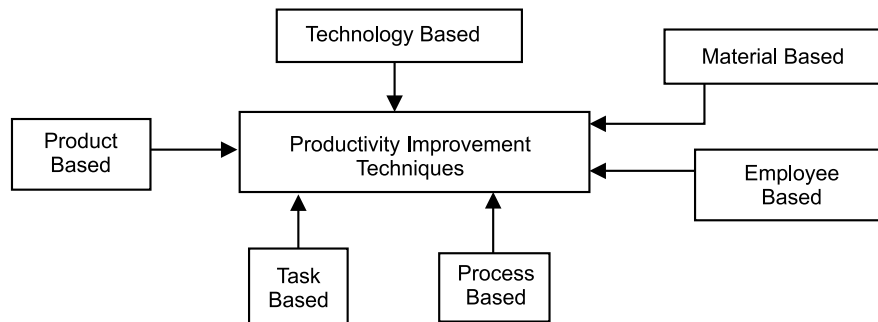 Technology Based
Material Based
Product
Based
Productivity Improvement
Techniques
Employee
Based
Task
Based
Process
Based